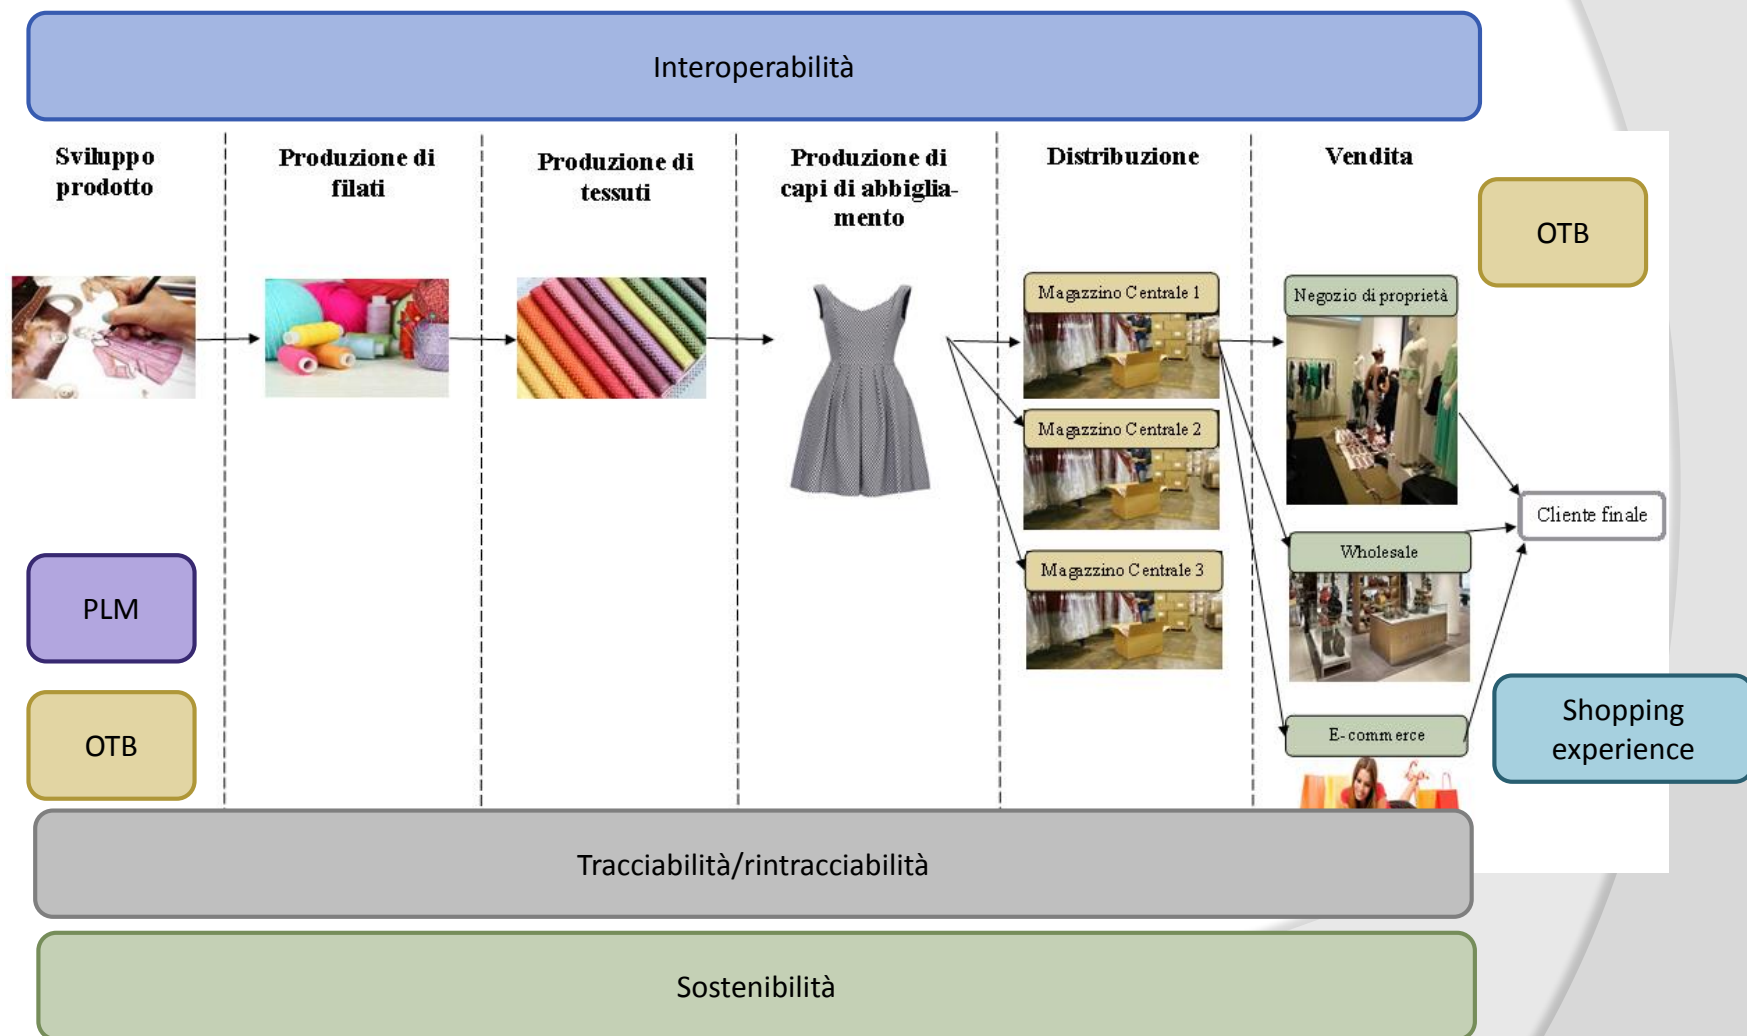 Interoperabilità
Sviluppo
prodotto
Produzione di
filati
Produzione di
tessuti
Produzione di
capi di abbiglia-
mento
Distribuzione
Vendita
OTB
Magazzino Centrale 1
Negozio di proprietà
Magazzino Centrale 2
Cliente finale
Wholesale
Magazzino Centrale 3
PLM
OTB
E-commerce
Shopping
experience
Tracciabilità/rintracciabilità
Sostenibilità